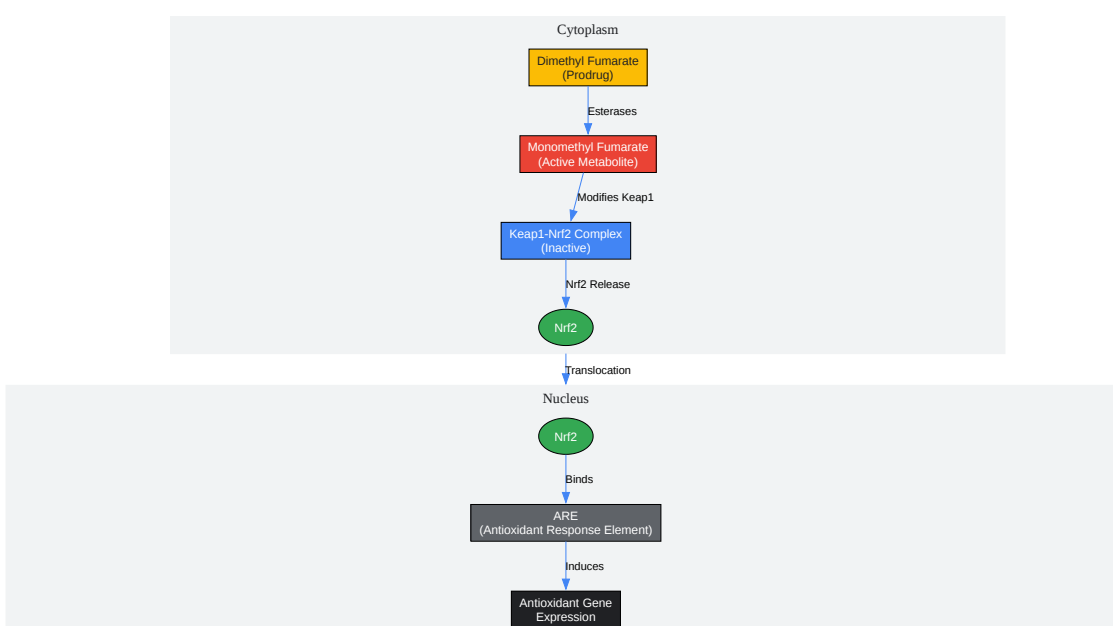 Cytoplasm
Dimethyl Fumarate
(Prodrug)
Esterases
Monomethyl Fumarate
(Active Metabolite)
Modifies Keap1
Keap1-Nrf2 Complex
(Inactive)
Nrf2 Release
Nrf2
Translocation
Nucleus
Nrf2
Binds
ARE
(Antioxidant Response Element)
Induces
Antioxidant Gene
Expression